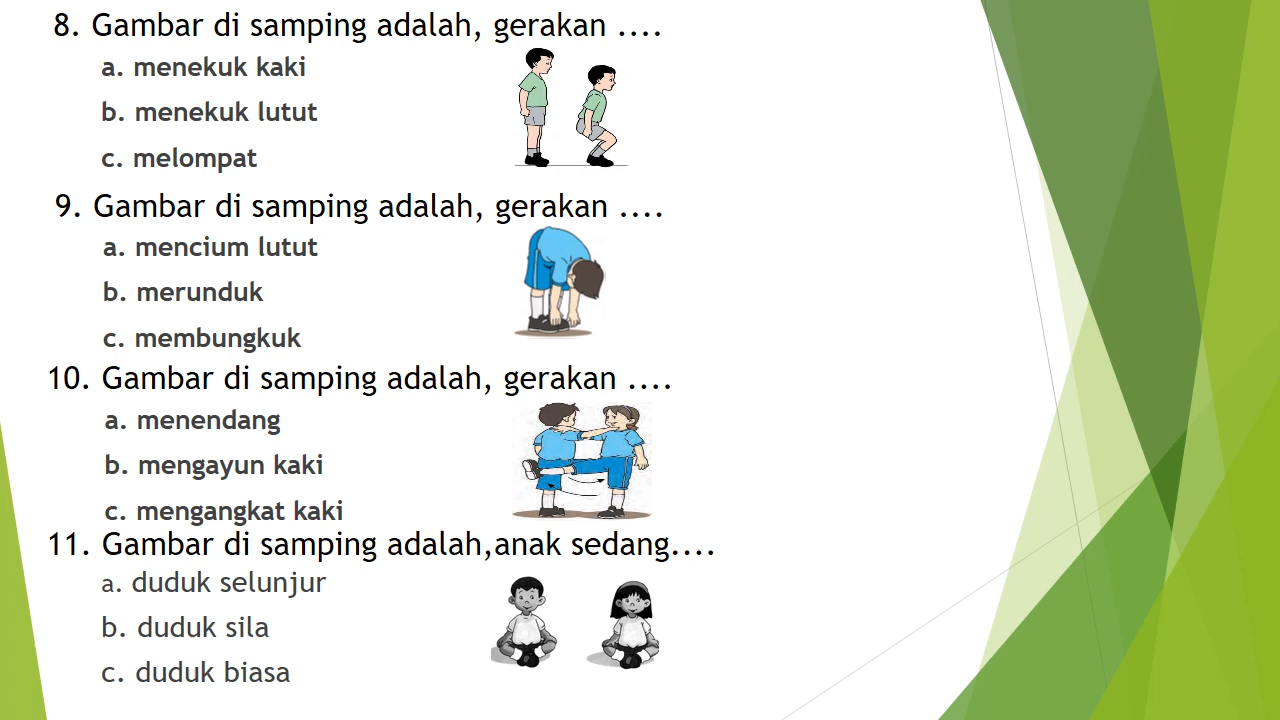 8. Gambar di samping adalah, gerakan ....
a. menekuk kaki
b. menekuk lutut
c. melompat
9. Gambar di samping adalah, gerakan ....
a. mencium lutut
b. merunduk
c. membungkuk
10. Gambar di samping adalah, gerakan ....
a. menendang
b. mengayun kaki
c. mengangkat kaki
11. Gambar di samping adalah,anak sedang....
a. duduk selunjur
b. duduk sila
c. duduk biasa